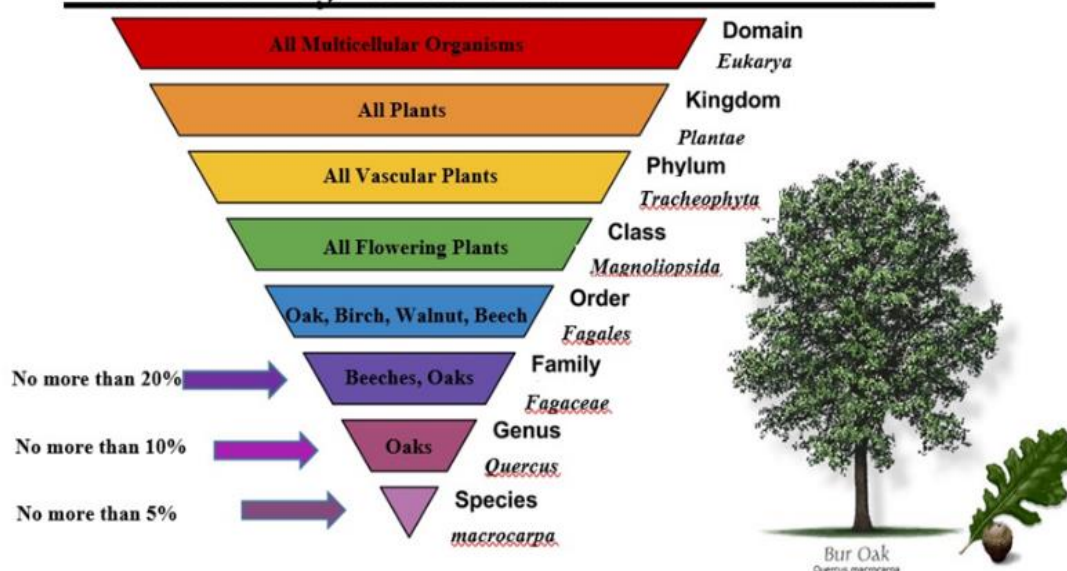 All Multicellular Organisms
Domain
Eukarya
All Plants
Kingdom
Plantae
All Vascular Plants
Phylum
Tracheophyta
All Flowering Plants
Class
Magnoliopsida
Oak, Birch, Walnut, Beech
Order
Fagales
No more than 20%
Beeches, Oaks
Family
Fagaceae
No more than 10%
Oaks
Genus
Quercus
No more than 5%
Species
macrocarpa
Bur Oak
Quercus macrocarpa